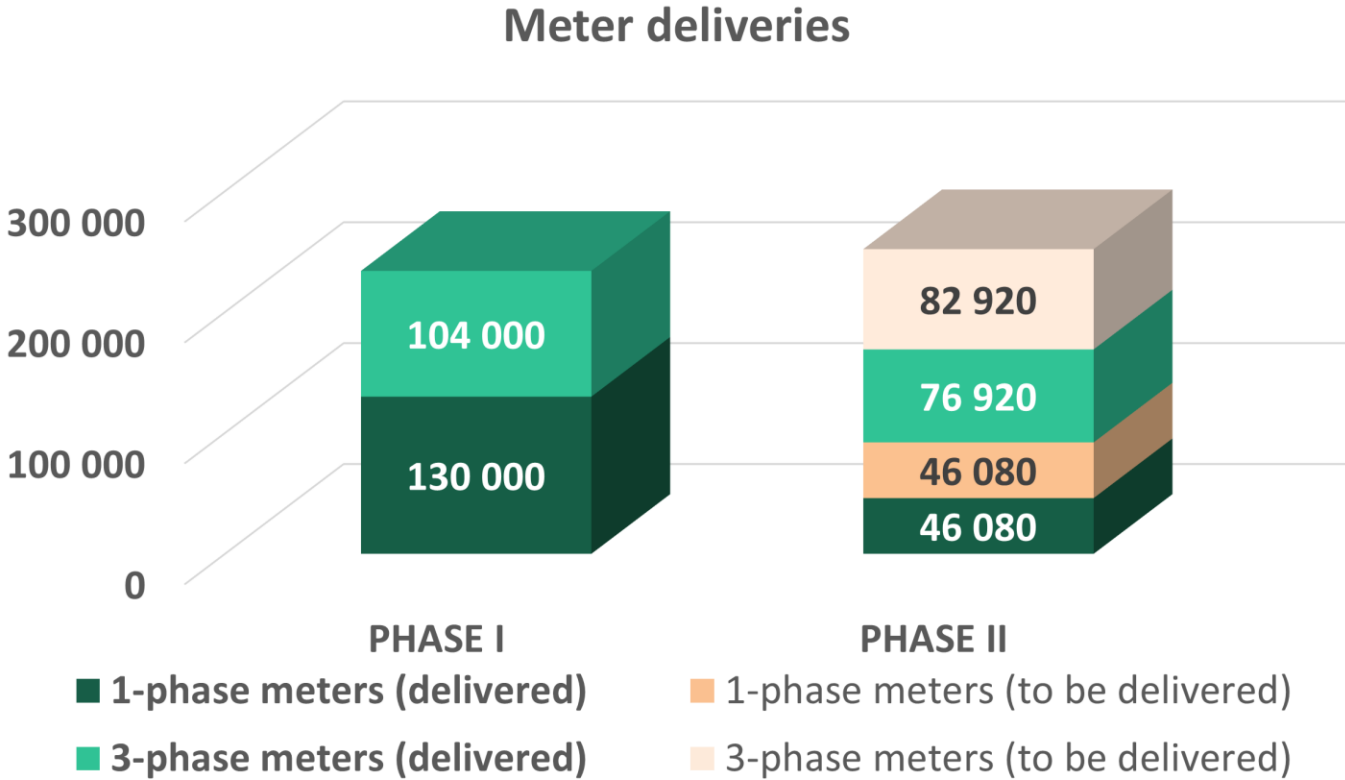 Meter deliveries
300 000
200 000
100 000
0
104 000
130 000
82 920
76 920
46 080
46 080
PHASE I
PHASE II
1-phase meters (delivered)
1-phase meters (to be delivered)
3-phase meters (delivered)
3-phase meters (to be delivered)